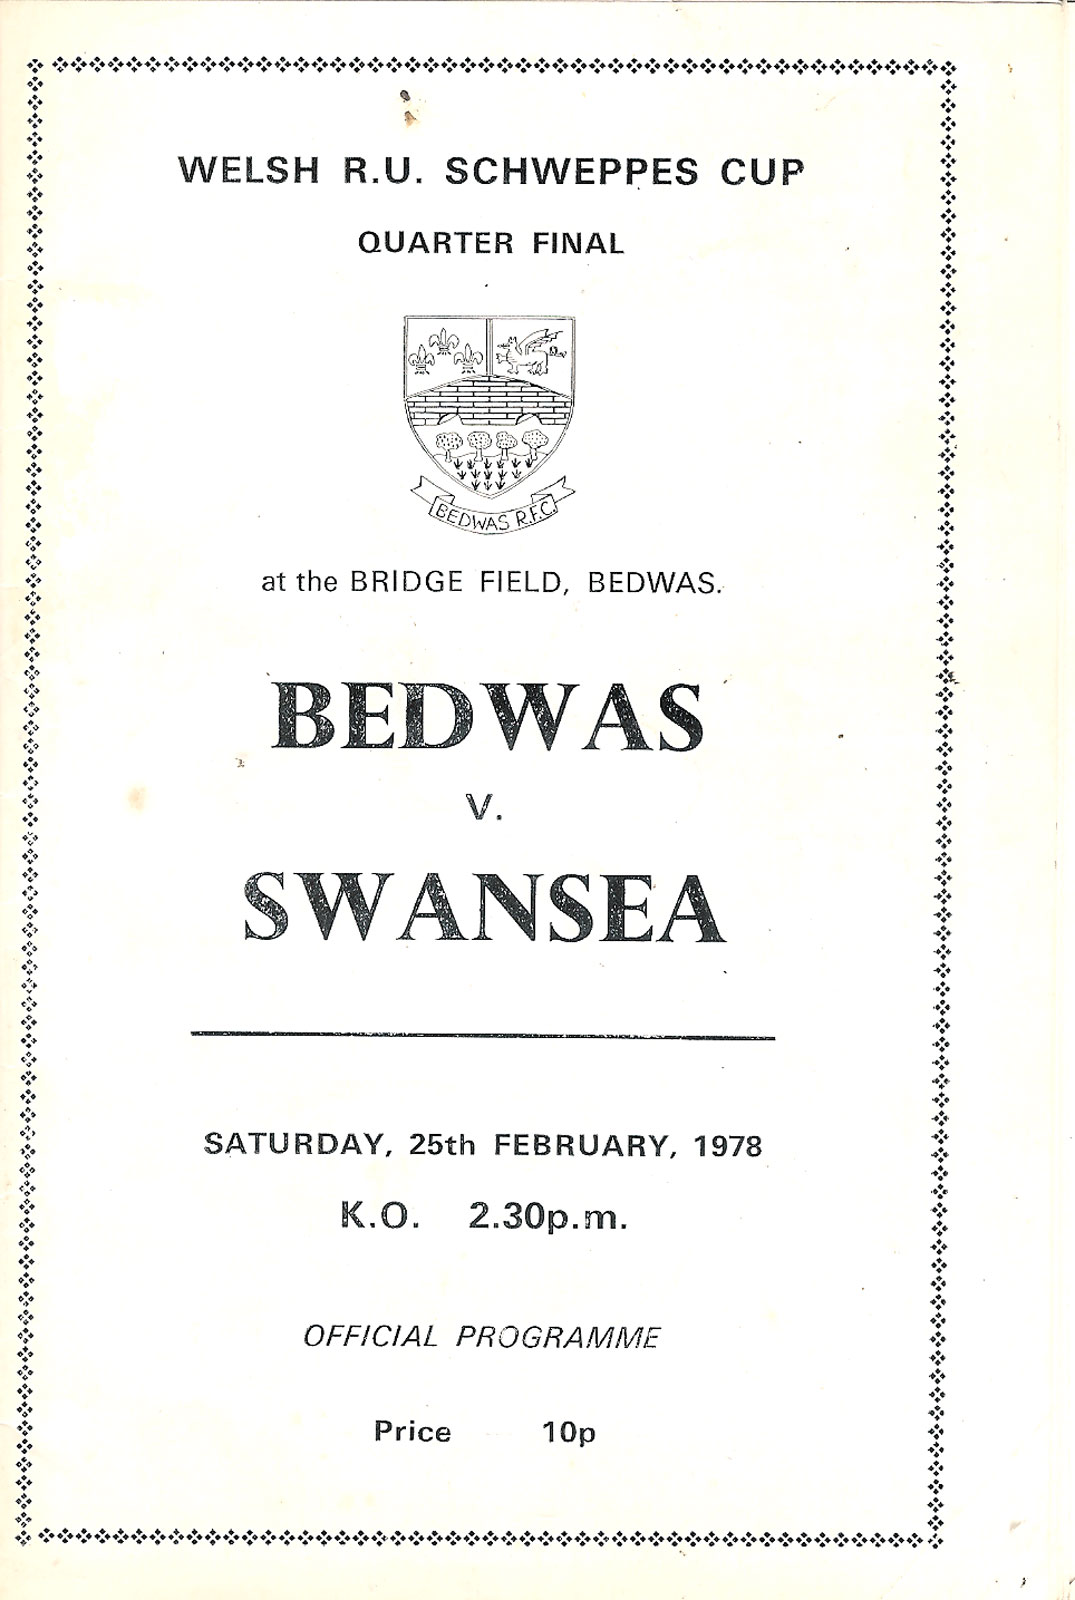 WELSH R.U. SCHWEPPES CUP
QUARTER FINAL
BEDWAS R.F.C.
at the BRIDGE FIELD, BEDWAS.
BEDWAS
V.
SWANSEA
SATURDAY, 25th FEBRUARY, 1978
K.O. 2.30p.m.
OFFICIAL PROGRAMME
Price 10p